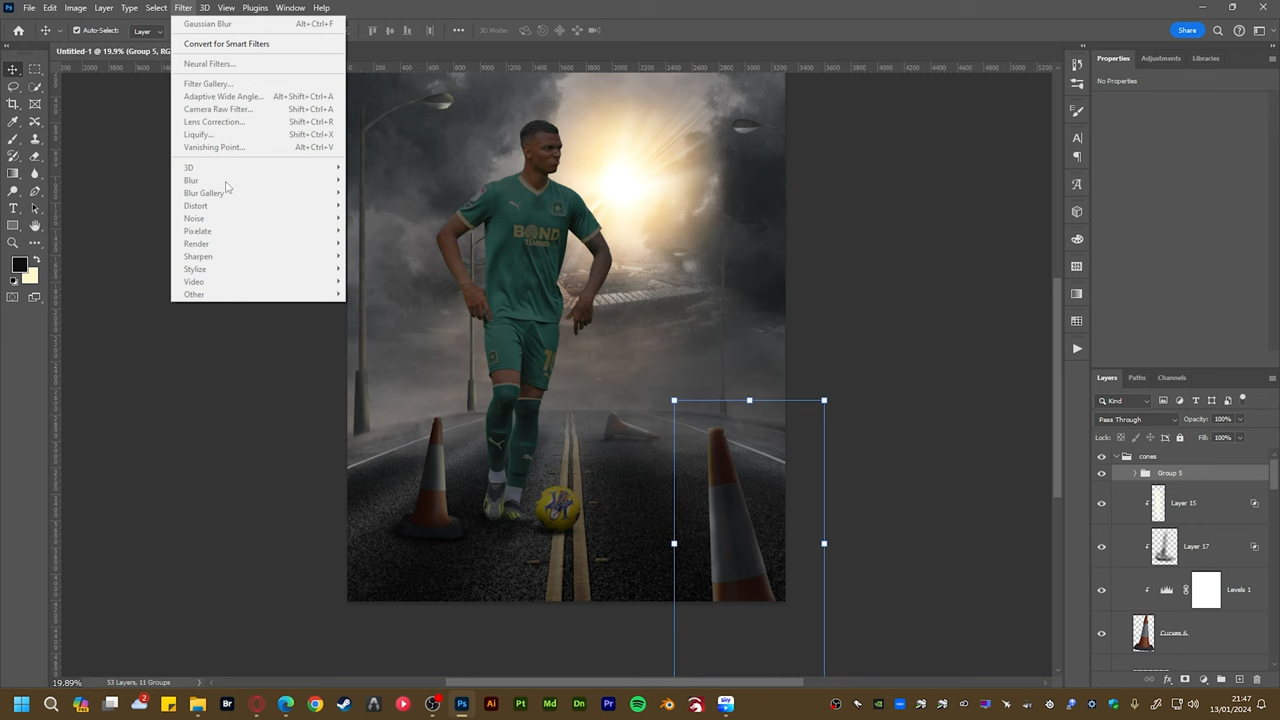 File Edit Image Layer Type Select Filter 3D View Plugins Window Help
Auto-Select: Layer 3D Mode: Share
Untitled-1 @ 19.9% (Group 5, RG
Gaussian Blur Alt+Ctrl+F
Convert for Smart Filters
Neural Filters...
Filter Gallery...
Adaptive Wide Angle... Alt+Shift+Ctrl+A
Camera Raw Filter... Shift+Ctrl+A
Lens Correction... Shift+Ctrl+R
Liquify... Shift+Ctrl+X
Vanishing Point... Alt+Ctrl+V
3D
Blur
Blur Gallery
Distort
Noise
Pixelate
Render
Sharpen
Stylize
Video
Other
BOND
TIMBER
Properties Adjustments Libraries
No Properties
Layers Paths Channels
Kind
Pass Through Opacity: 100%
Lock: Fill: 100%
cones
Group 5
Layer 15
Layer 17
Levels 1
Curves 6
19.89% 53 Layers, 11 Groups
21:47
13/01/2024